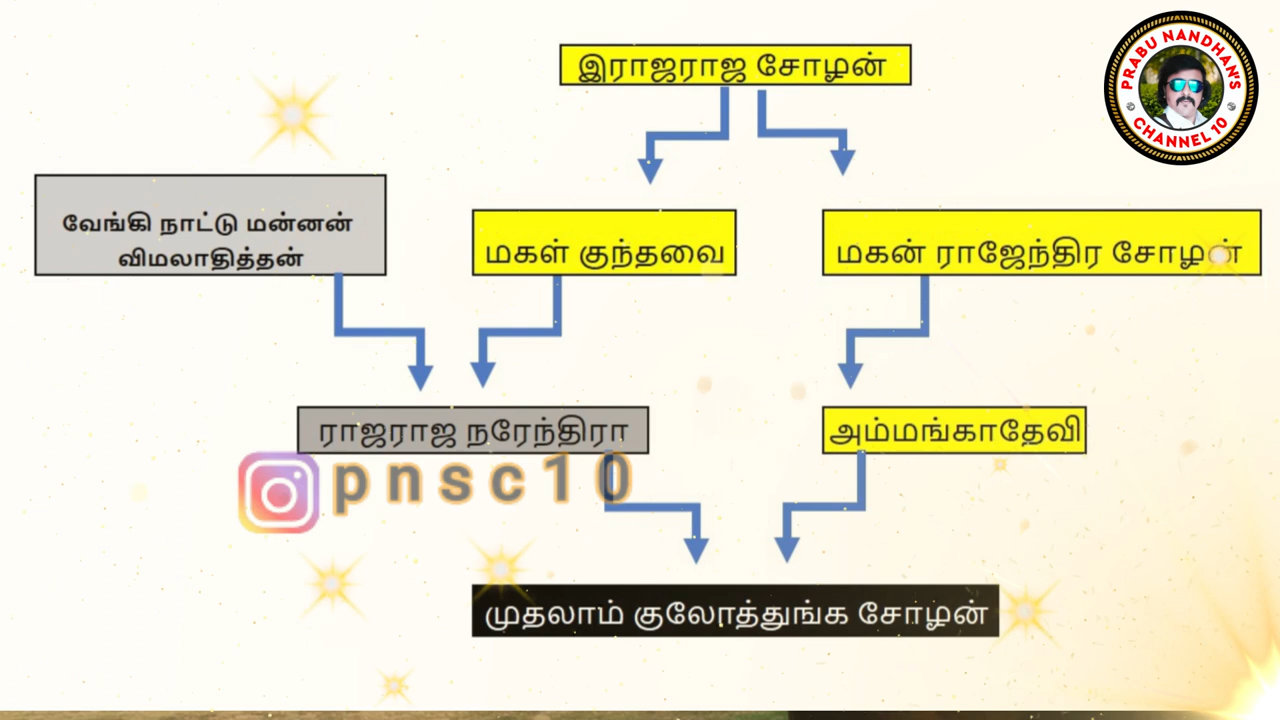 இராஜராஜ சோழன்
PRABU NANDHAN'S
CHANNEL 10
வேங்கி நாட்டு மன்னன்
விமலாதித்தன்
மகள் குந்தவை
மகன் ராஜேந்திர சோழன்
ராஜராஜ நரேந்திரா
அம்மங்காதேவி
pnsc10
முதலாம் குலோத்துங்க சோழன்